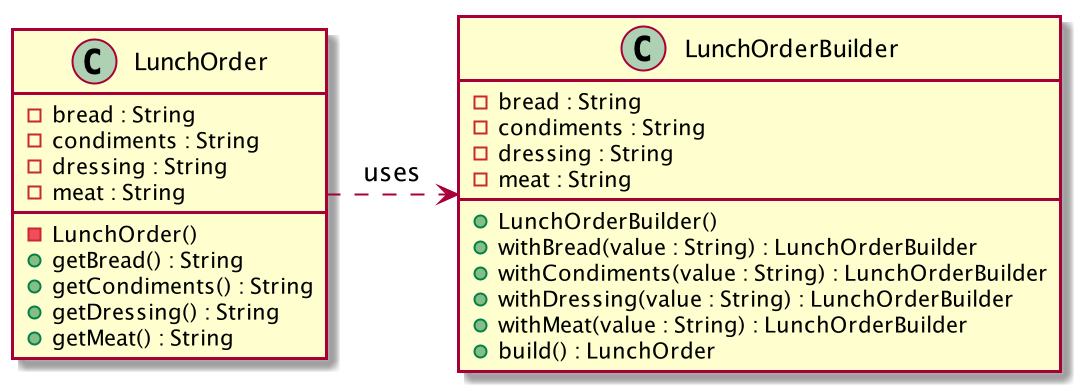 C LunchOrder
bread : String
condiments : String
dressing : String
meat : String
LunchOrder()
getBread() : String
getCondiments() : String
getDressing() : String
getMeat() : String
uses
C LunchOrderBuilder
bread : String
condiments : String
dressing : String
meat : String
LunchOrderBuilder()
withBread(value : String) : LunchOrderBuilder
withCondiments(value : String) : LunchOrderBuilder
withDressing(value : String) : LunchOrderBuilder
withMeat(value : String) : LunchOrderBuilder
build() : LunchOrder